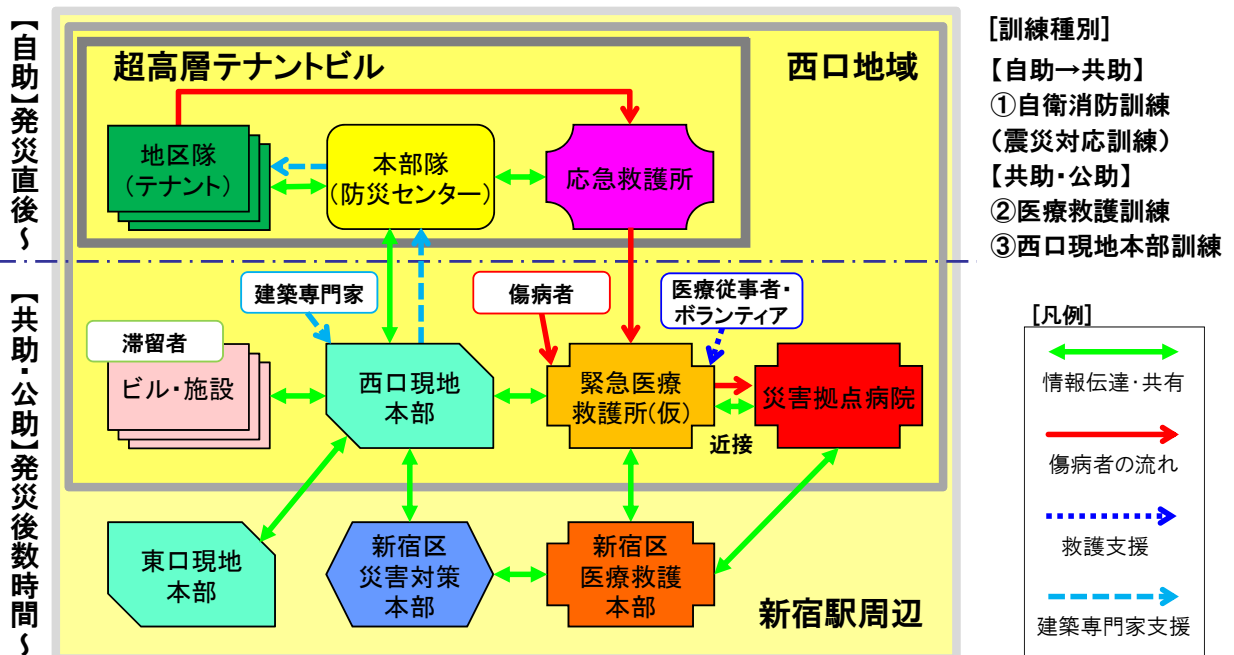 【自助】発災直後~
【共助・公助】発災後数時間~
超高層テナントビル
西口地域
地区隊
(テナント)
本部隊
(防災センター)
応急救護所
建築専門家
傷病者
医療従事者・
ボランティア
滞留者
ビル・施設
西口現地
本部
緊急医療
救護所(仮)
災害拠点病院
近接
東口現地
本部
新宿区
災害対策
本部
新宿区
医療救護
本部
新宿駅周辺
[訓練種別]
【自助→共助】
①自衛消防訓練
(震災対応訓練)
【共助・公助】
②医療救護訓練
③西口現地本部訓練
[凡例]
情報伝達・共有
傷病者の流れ
救護支援
建築専門家支援